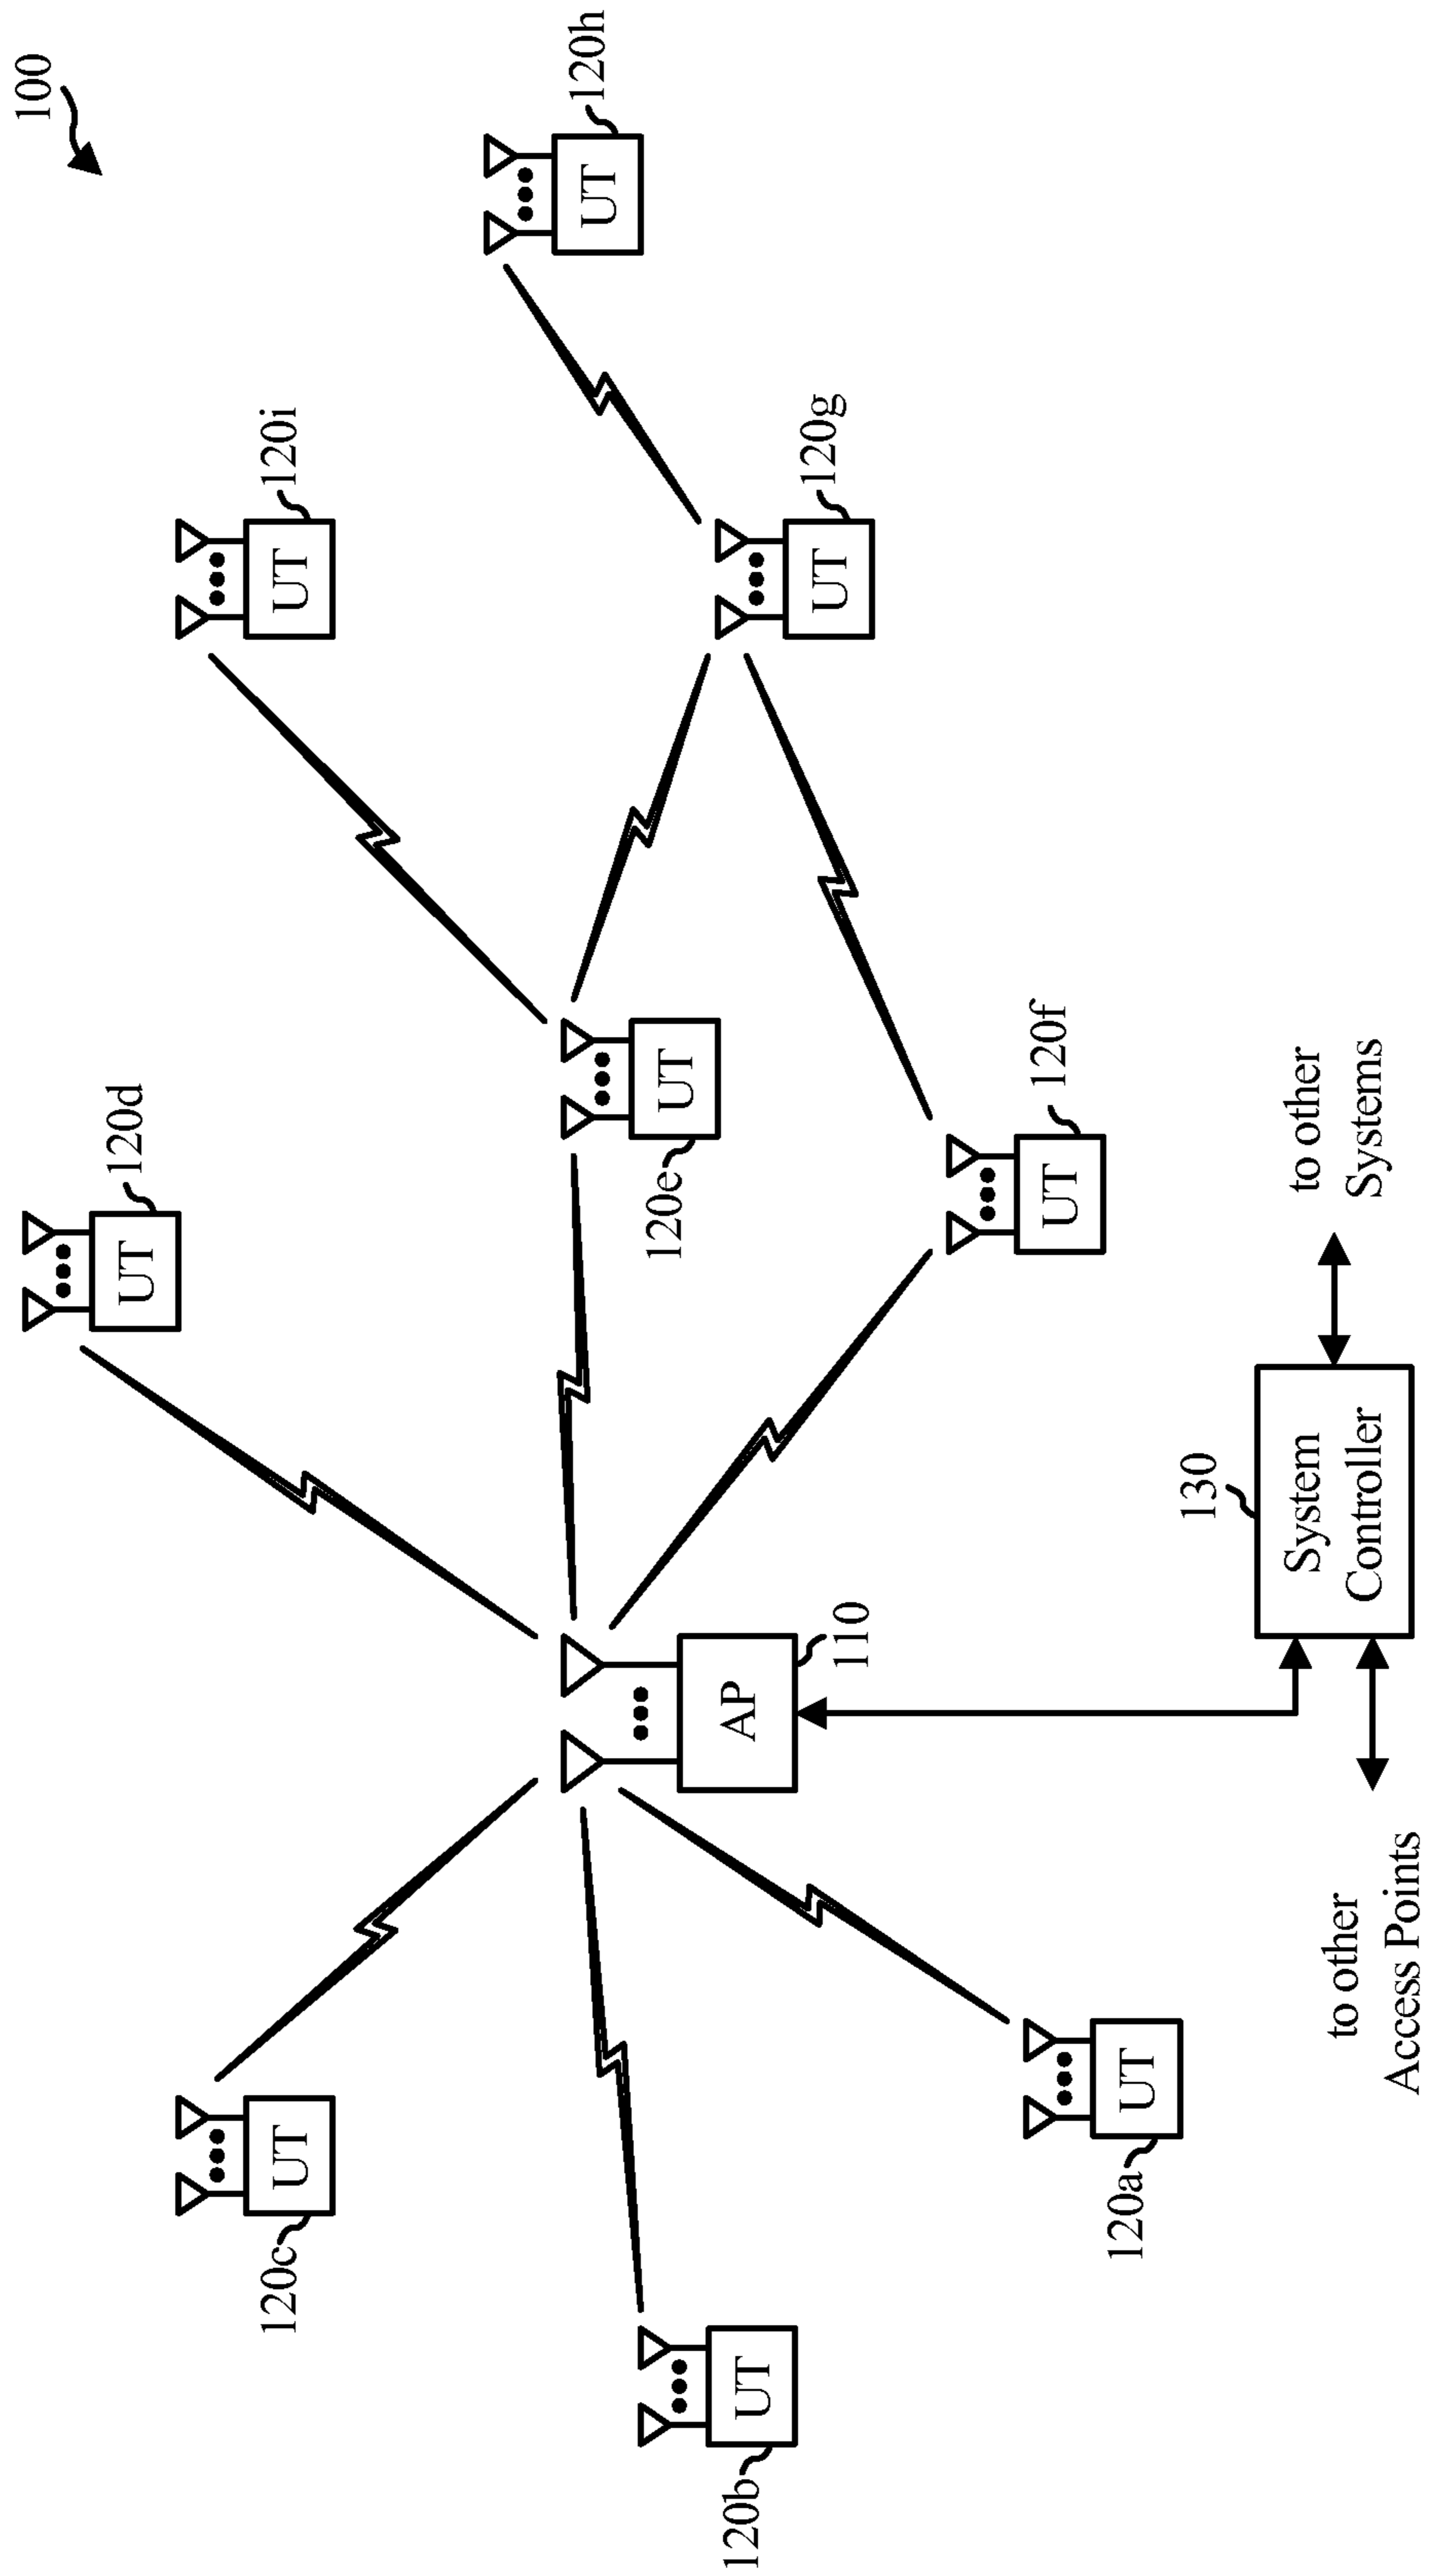 100
UT
120d
UT
120i
UT
120h
UT
120c
UT
120e
UT
120g
UT
120b
AP
110
UT
120f
UT
120a
130
System
Controller
to other
Systems
to other
Access Points